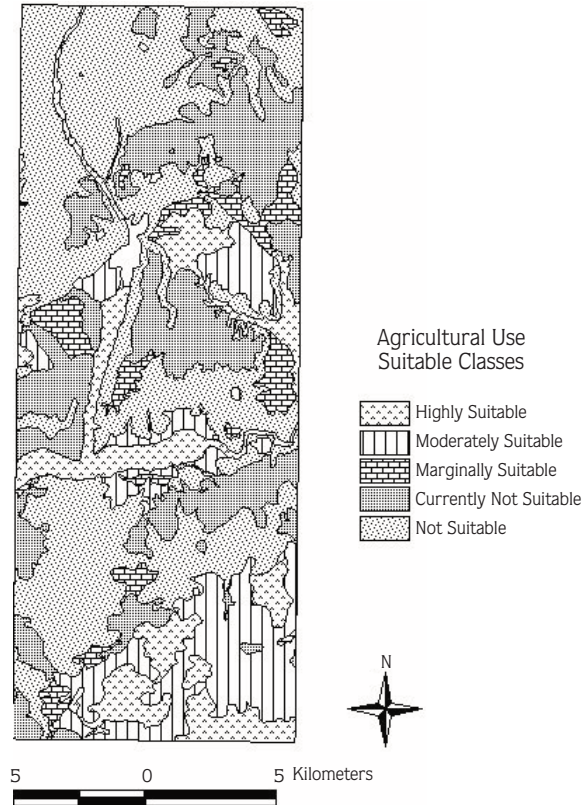 Agricultural Use
Suitable Classes
Highly Suitable
Moderately Suitable
Marginally Suitable
Currently Not Suitable
Not Suitable
N
5 0 5 Kilometers